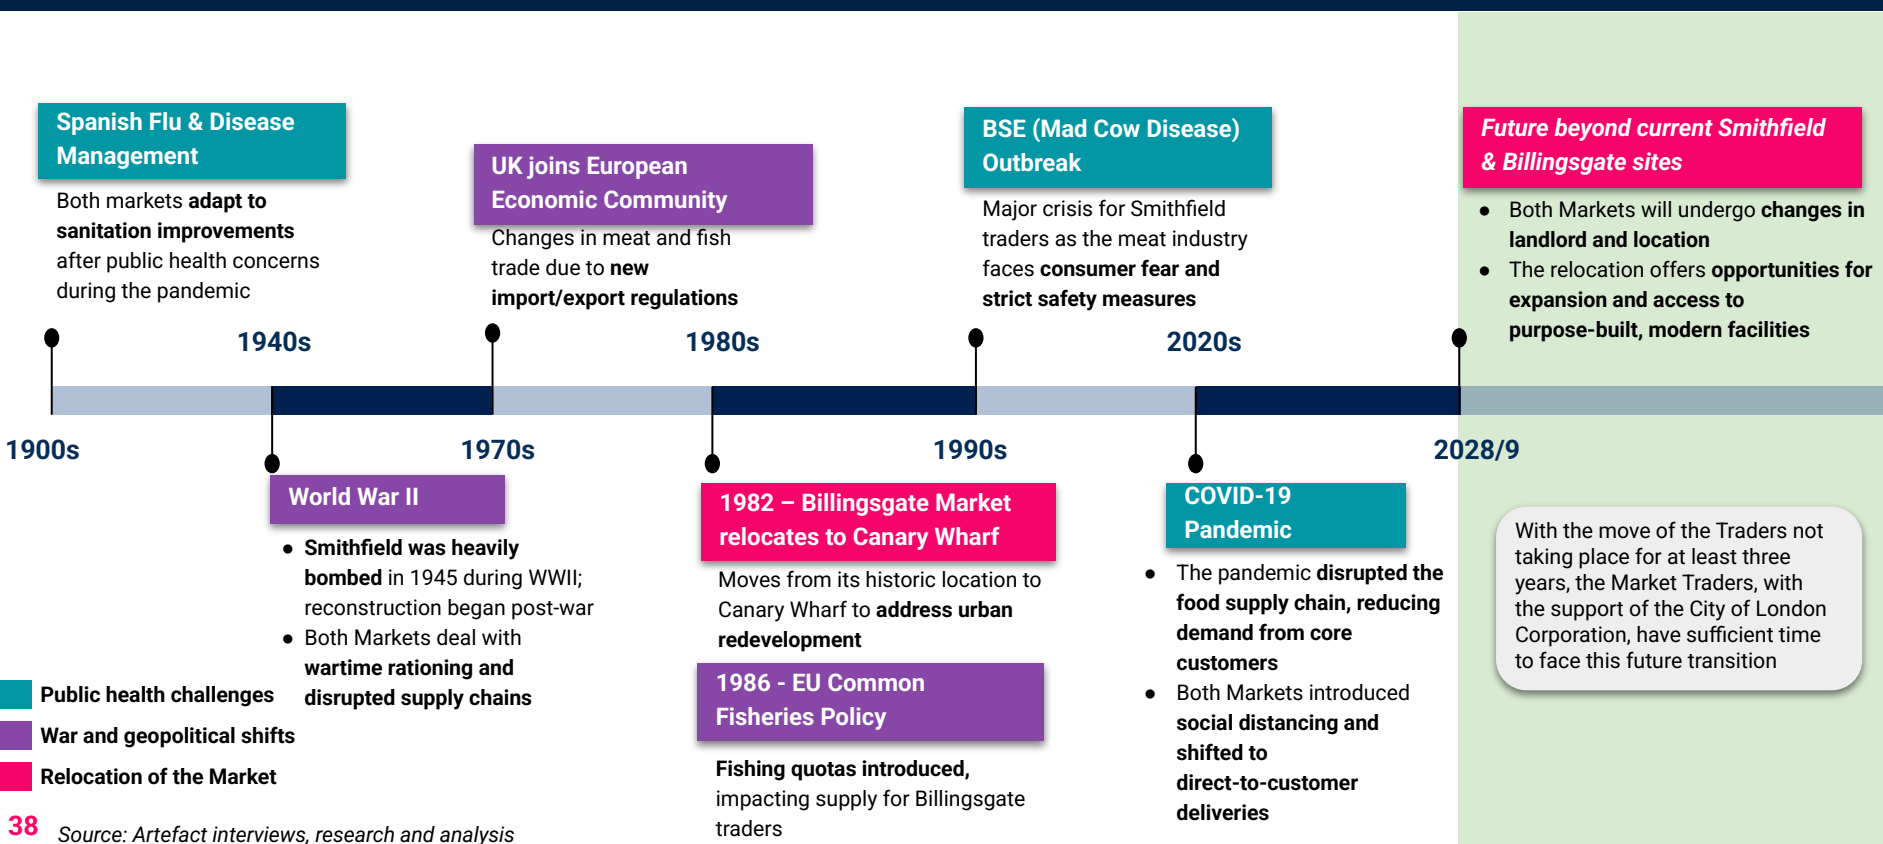 Spanish Flu & Disease
Management
Both markets adapt to
sanitation improvements
after public health concerns
during the pandemic
UK joins European
Economic Community
Changes in meat and fish
trade due to new
import/export regulations
BSE (Mad Cow Disease)
Outbreak
Major crisis for Smithfield
traders as the meat industry
faces consumer fear and
strict safety measures
Future beyond current Smithfield
& Billingsgate sites
● Both Markets will undergo changes in
landlord and location
● The relocation offers opportunities for
expansion and access to
purpose-built, modern facilities
1940s
1980s
2020s
1900s
1970s
1990s
2028/9
World War II
● Smithfield was heavily
bombed in 1945 during WWII;
reconstruction began post-war
● Both Markets deal with
wartime rationing and
disrupted supply chains
1982 – Billingsgate Market
relocates to Canary Wharf
Moves from its historic location to
Canary Wharf to address urban
redevelopment
1986 - EU Common
Fisheries Policy
Fishing quotas introduced,
impacting supply for Billingsgate
traders
COVID-19
Pandemic
● The pandemic disrupted the
food supply chain, reducing
demand from core
customers
● Both Markets introduced
social distancing and
shifted to
direct-to-customer
deliveries
With the move of the Traders not
taking place for at least three
years, the Market Traders, with
the support of the City of London
Corporation, have sufficient time
to face this future transition
Public health challenges
War and geopolitical shifts
Relocation of the Market
38
Source: Artefact interviews, research and analysis